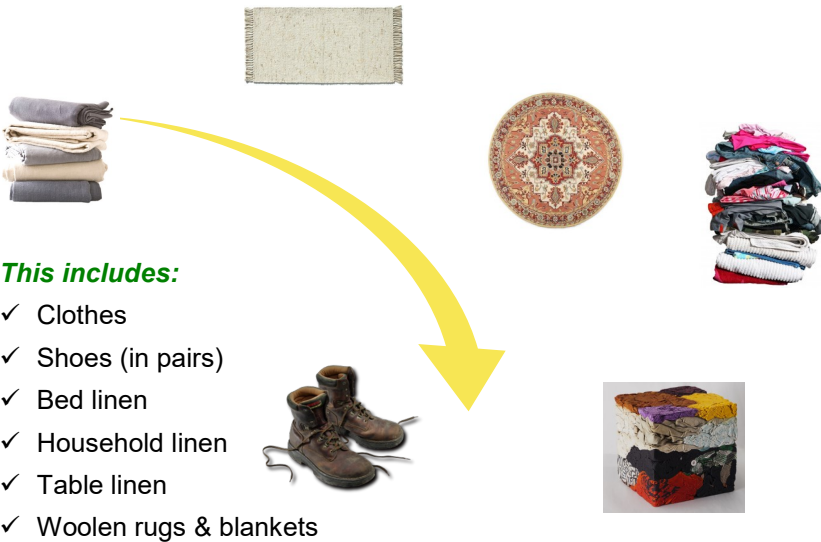 This includes:
✓ Clothes
✓ Shoes (in pairs)
✓ Bed linen
✓ Household linen
✓ Table linen
✓ Woolen rugs & blankets